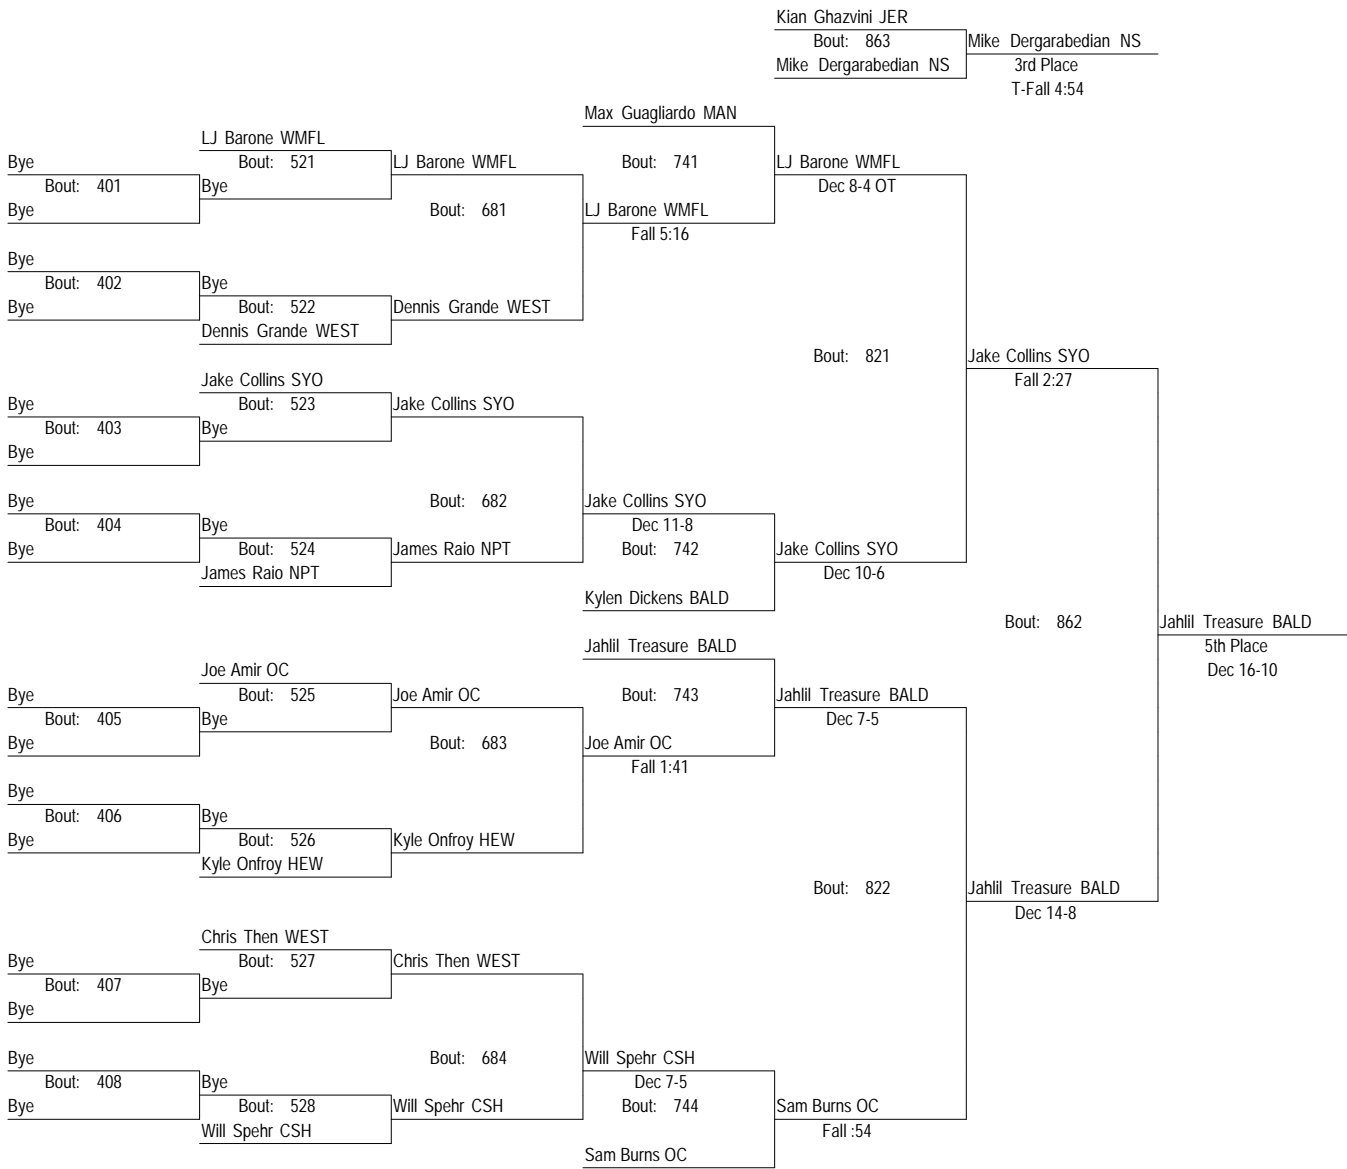 Kian Ghazvini JER
Bout: 863
Mike Dergarabedian NS
Mike Dergarabedian NS
3rd Place
T-Fall 4:54
Max Guagliardo MAN
LJ Barone WMFL
Bye
Bout: 521
LJ Barone WMFL
Bout: 741
LJ Barone WMFL
Bout: 401
Bye
Dec 8-4 OT
Bye
Bout: 681
LJ Barone WMFL
Fall 5:16
Bye
Bout: 402
Bye
Bye
Bout: 522
Dennis Grande WEST
Dennis Grande WEST
Bout: 821
Jake Collins SYO
Jake Collins SYO
Fall 2:27
Bye
Bout: 523
Jake Collins SYO
Bout: 403
Bye
Bye
Bye
Bout: 682
Jake Collins SYO
Bout: 404
Bye
Dec 11-8
Bye
Bout: 524
James Raio NPT
Bout: 742
Jake Collins SYO
James Raio NPT
Dec 10-6
Kylen Dickens BALD
Bout: 862
Jahlil Treasure BALD
Jahlil Treasure BALD
5th Place
Joe Amir OC
Dec 16-10
Bye
Bout: 525
Joe Amir OC
Bout: 743
Jahlil Treasure BALD
Bout: 405
Bye
Dec 7-5
Bye
Bout: 683
Joe Amir OC
Fall 1:41
Bye
Bout: 406
Bye
Bye
Bout: 526
Kyle Onfroy HEW
Kyle Onfroy HEW
Bout: 822
Jahlil Treasure BALD
Dec 14-8
Chris Then WEST
Bye
Bout: 527
Chris Then WEST
Bout: 407
Bye
Bye
Bye
Bout: 684
Will Spehr CSH
Bout: 408
Bye
Dec 7-5
Bye
Bout: 528
Will Spehr CSH
Bout: 744
Sam Burns OC
Will Spehr CSH
Fall :54
Sam Burns OC